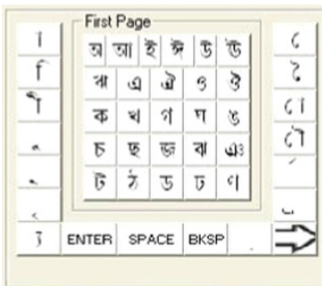 First Page
অ আ ই ঈ উ ঊ
ঋ এ ঐ ও ঔ
ক খ গ ঘ ঙ
চ ছ জ ঝ ঞ
ট ঠ ড ঢ ণ
া
ি
ী
ে
ৈ
ো
ৌ
ENTER SPACE BKSP